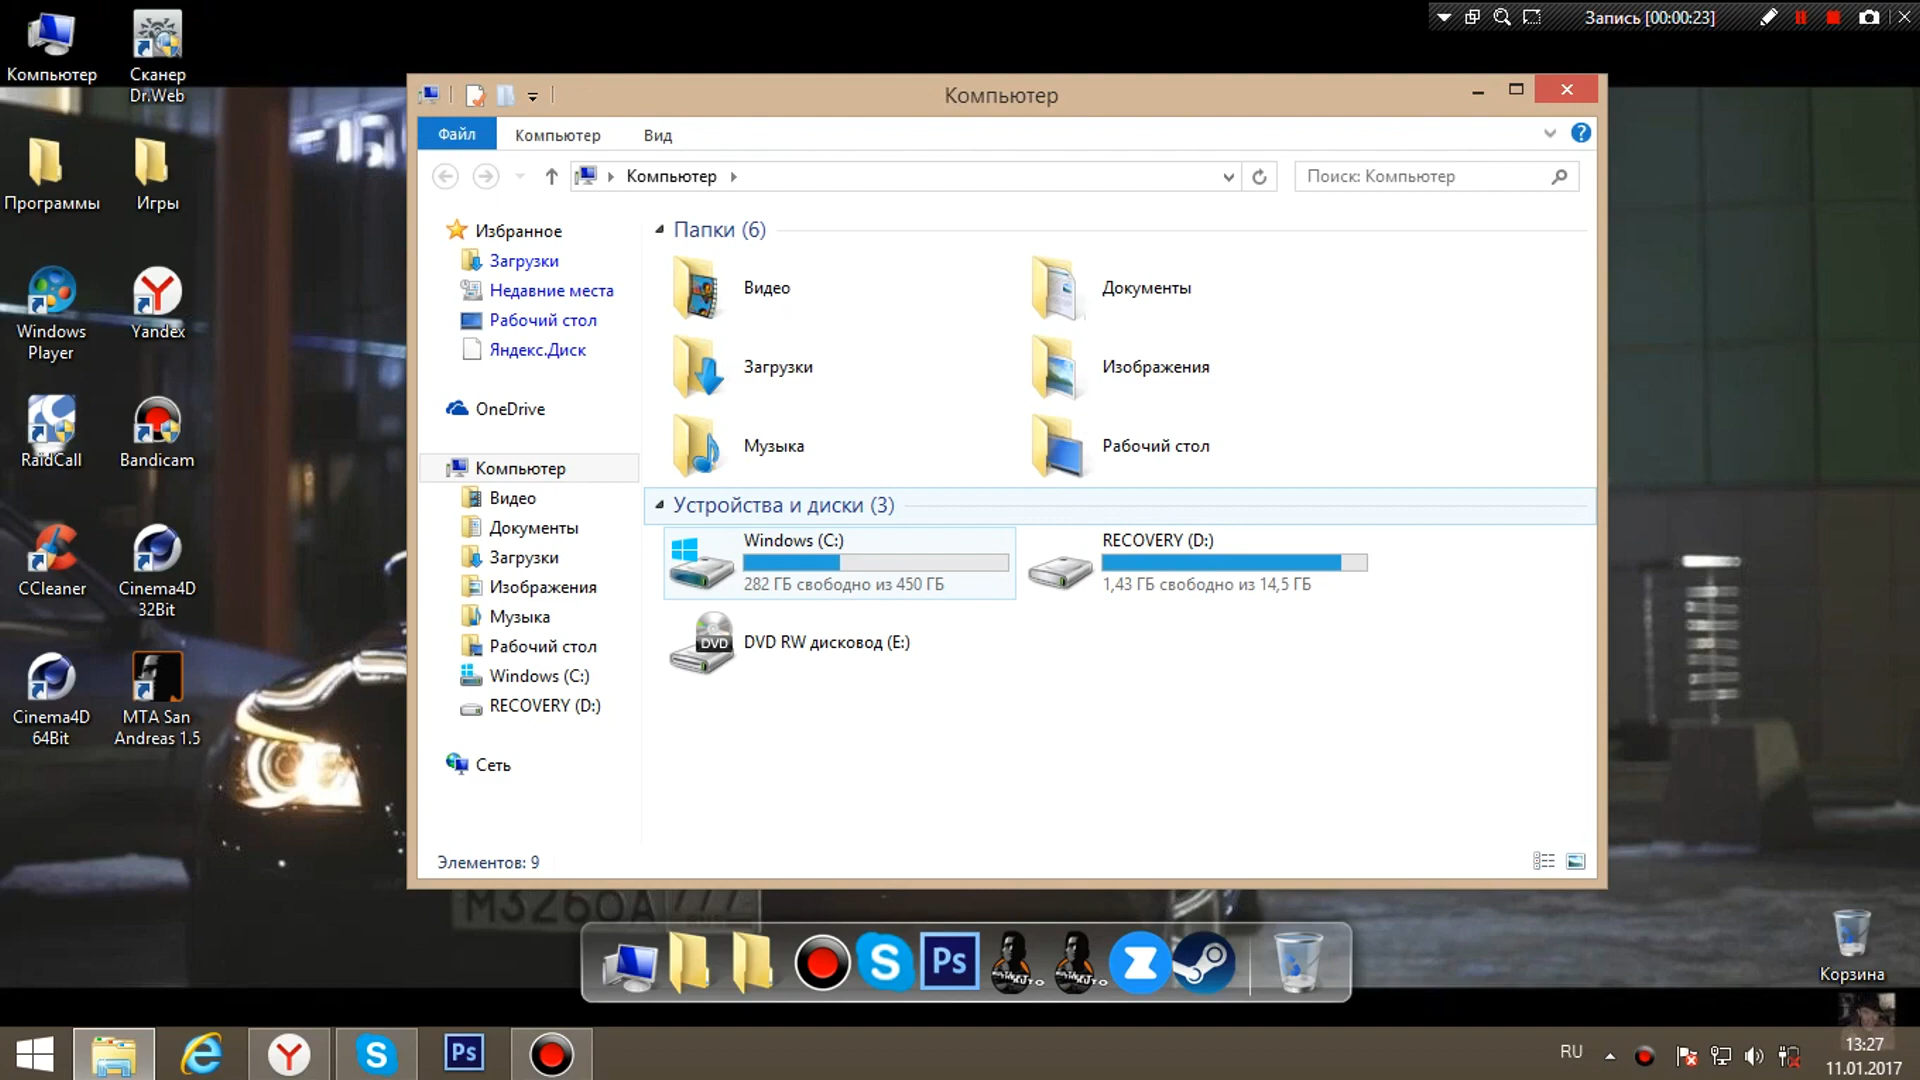 Запись [00:00:23]
Компьютер
Сканер
Dr.Web
Программы
Игры
Windows
Player
Yandex
RaidCall
Bandicam
CCleaner
Cinema4D
32Bit
Cinema4D
64Bit
MTA San
Andreas 1.5
Компьютер
Файл
Компьютер
Вид
Компьютер
Поиск: Компьютер
Избранное
Загрузки
Недавние места
Рабочий стол
Яндекс.Диск
OneDrive
Компьютер
Видео
Документы
Загрузки
Изображения
Музыка
Рабочий стол
Windows (C:)
RECOVERY (D:)
Сеть
Папки (6)
Видео
Документы
Загрузки
Изображения
Музыка
Рабочий стол
Устройства и диски (3)
Windows (C:)
282 ГБ свободно из 450 ГБ
RECOVERY (D:)
1,43 ГБ свободно из 14,5 ГБ
DVD
DVD RW дисковод (E:)
Элементов: 9
М326ОА 777
Ps
Корзина
Ps
RU
13:27
11.01.2017